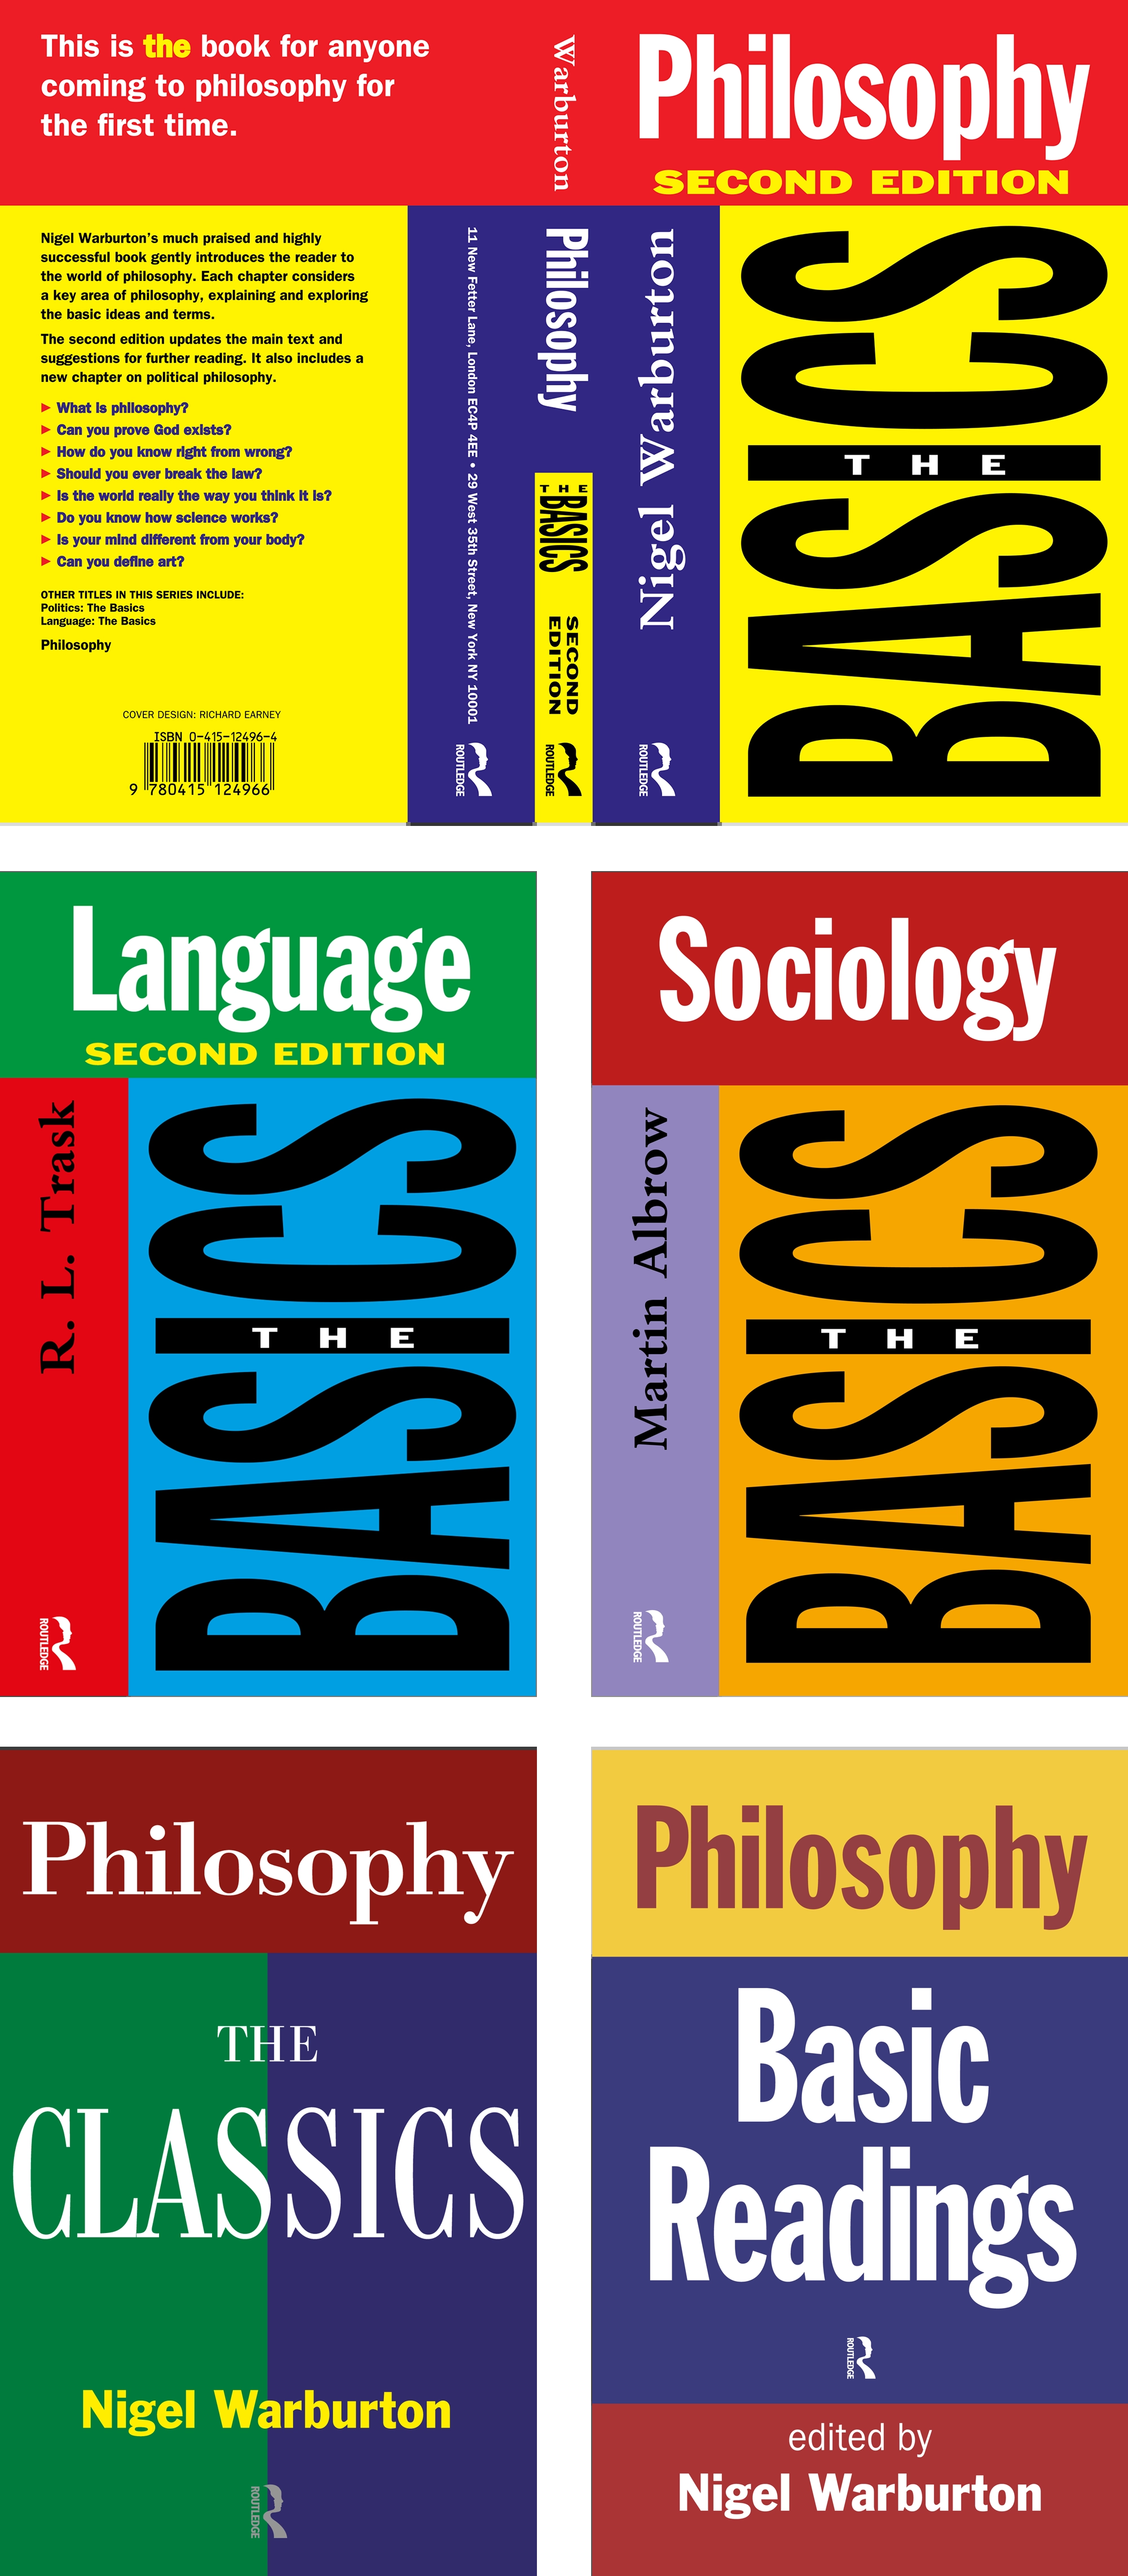 This is the book for anyone
coming to philosophy for
the first time.
Nigel Warburton's much praised and highly
successful book gently introduces the reader to
the world of philosophy. Each chapter considers
a key area of philosophy, explaining and exploring
the basic ideas and terms.
The second edition updates the main text and
suggestions for further reading. It also includes a
new chapter on political philosophy.
► What is philosophy?
► Can you prove God exists?
► How do you know right from wrong?
► Should you ever break the law?
► Is the world really the way you think it is?
► Do you know how science works?
► Is your mind different from your body?
► Can you define art?
OTHER TITLES IN THIS SERIES INCLUDE:
Politics: The Basics
Language: The Basics
Philosophy
COVER DESIGN: RICHARD EARNEY
ISBN 0-415-12496-4
9 780415 124966
11 New Fetter Lane, London EC4P 4EE • 29 West 35th Street, New York NY 10001
ROUTLEDGE
Warburton
Philosophy
THE
BASICS
SECOND
EDITION
ROUTLEDGE
Philosophy
SECOND EDITION
Nigel Warburton
ROUTLEDGE
THE
BASICS
Language
SECOND EDITION
R. L. Trask
ROUTLEDGE
THE
BASICS
Sociology
Martin Albrow
ROUTLEDGE
THE
BASICS
Philosophy
THE
CLASSICS
Nigel Warburton
ROUTLEDGE
Philosophy
Basic
Readings
ROUTLEDGE
edited by
Nigel Warburton